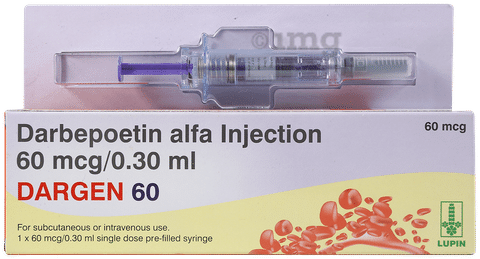 1mg
Darbepoetin alfa Injection
60 mcg/0.30 ml
60 mcg
DARGEN 60
For subcutaneous or intravenous use.
1 x 60 mcg/0.30 ml single dose pre-filled syringe
LUPIN